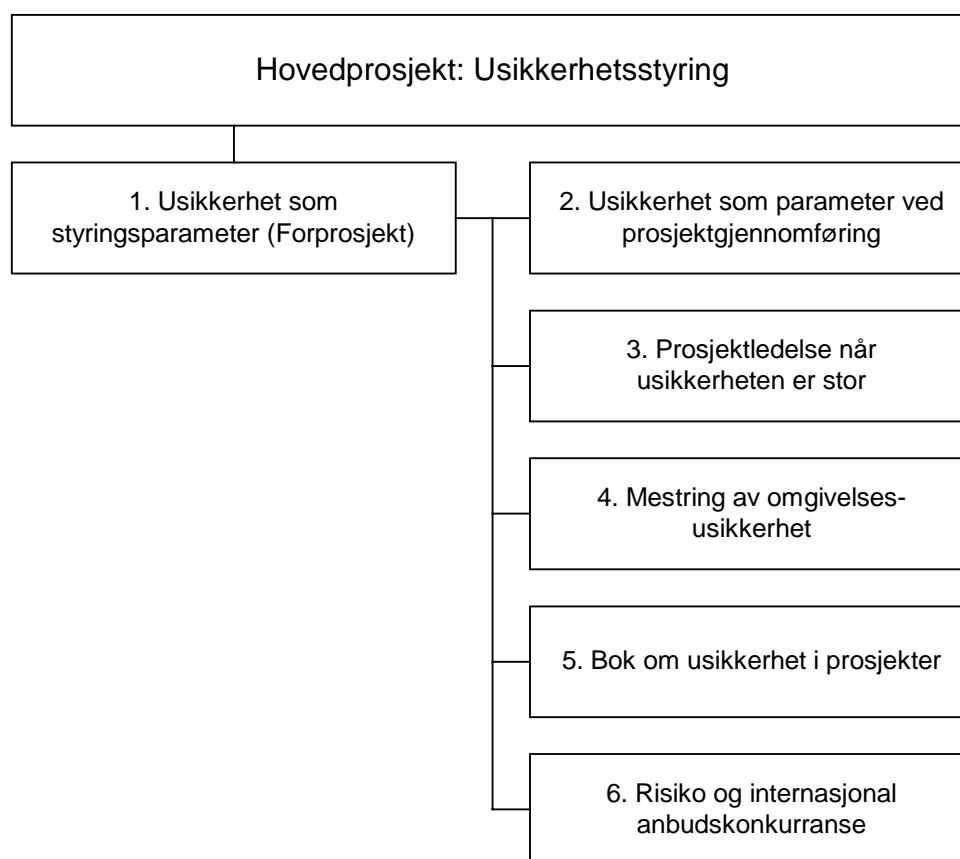 Hovedprosjekt: Usikkerhetsstyring
1. Usikkerhet som
styringsparameter (Forprosjekt)
2. Usikkerhet som parameter ved
prosjektgjennomføring
3. Prosjektledelse når
usikkerheten er stor
4. Mestring av omgivelses-
usikkerhet
5. Bok om usikkerhet i prosjekter
6. Risiko og internasjonal
anbudskonkurranse